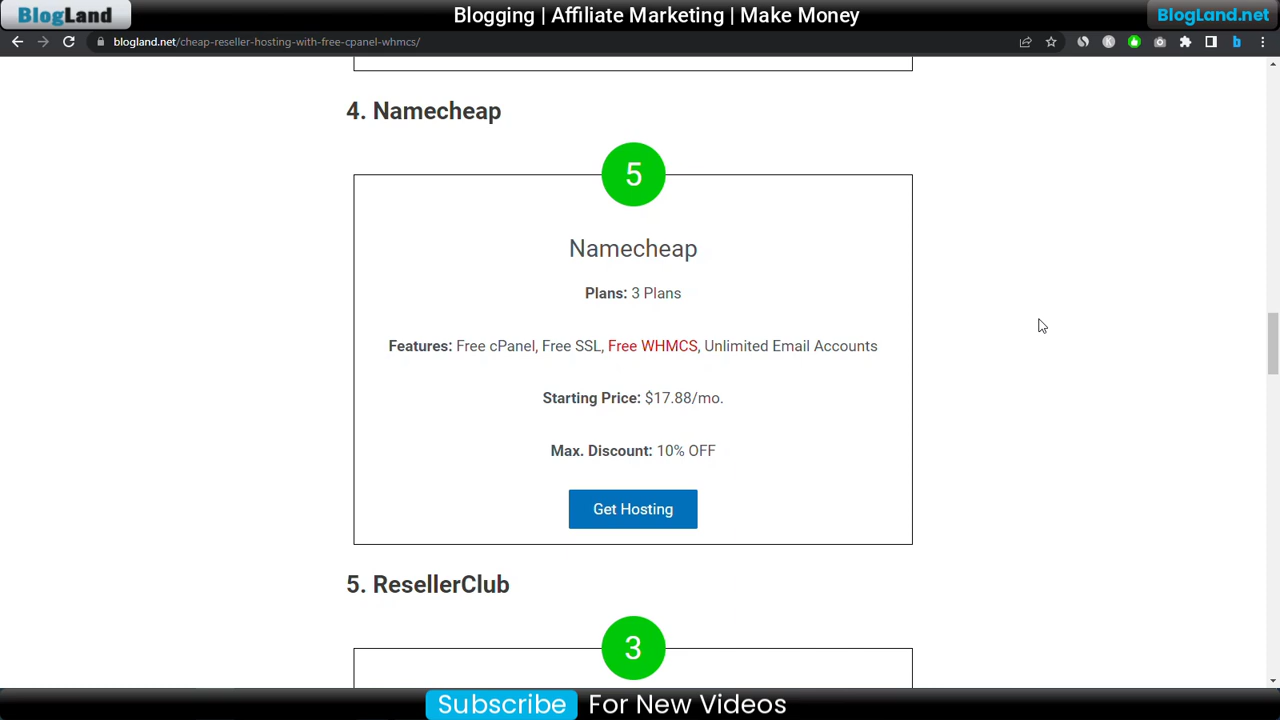 BlogLand
Blogging | Affiliate Marketing | Make Money
BlogLand.net
blogland.net/cheap-reseller-hosting-with-free-cpanel-whmcs/
4. Namecheap
5
Namecheap
Plans: 3 Plans
Features: Free cPanel, Free SSL, Free WHMCS, Unlimited Email Accounts
Starting Price: $17.88/mo.
Max. Discount: 10% OFF
Get Hosting
5. ResellerClub
3
Subscribe For New Videos